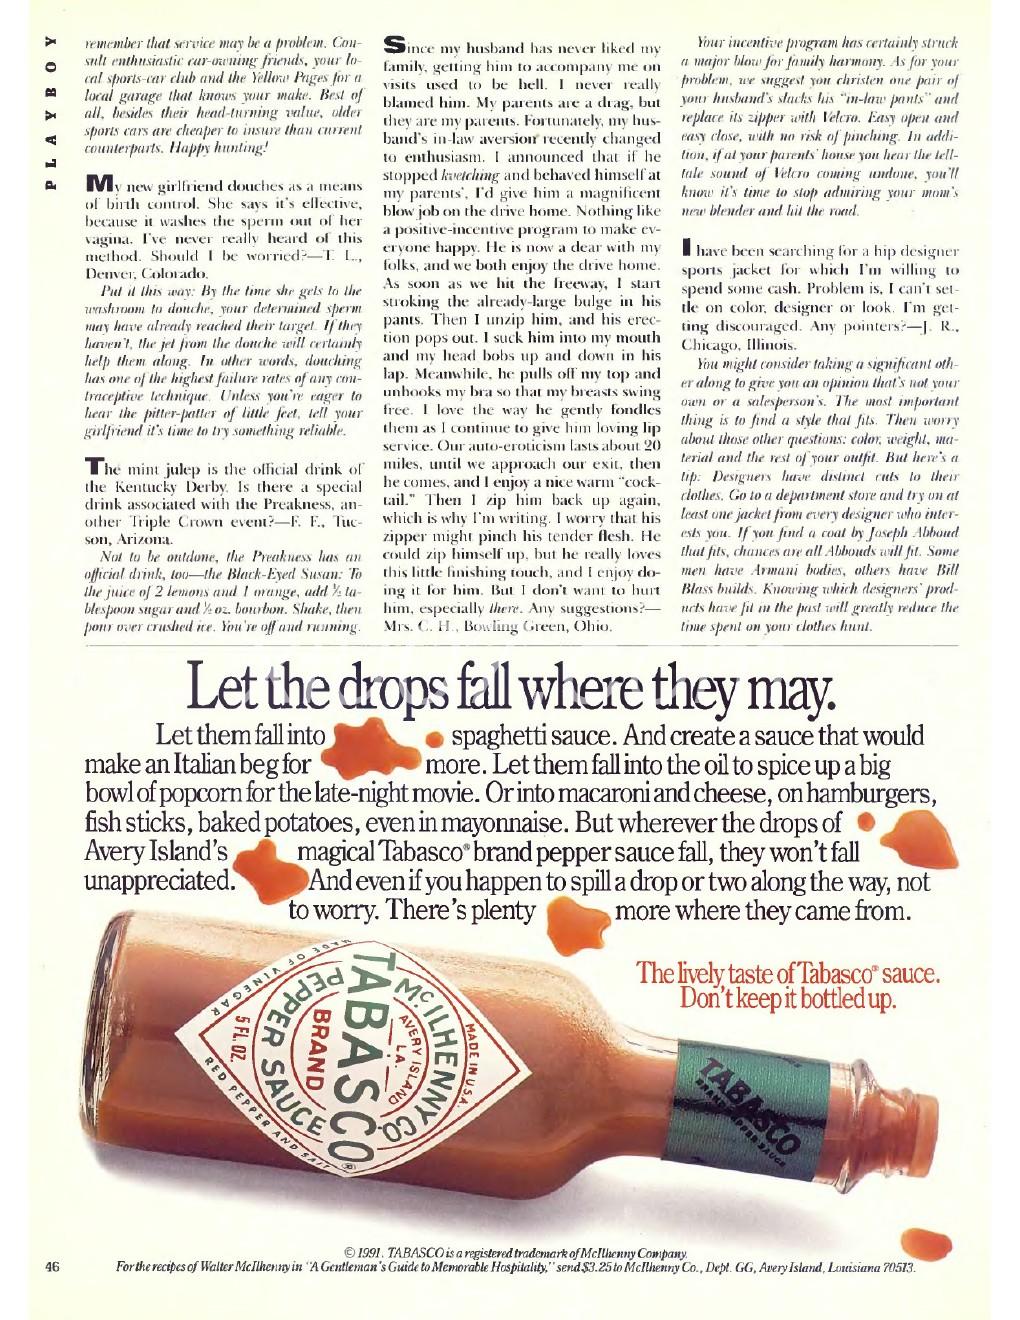 PLAYBOY
remember that service may be a problem. Con-
sult enthusiastic car-owning friends, your lo-
cal sports-car club and the Yellow Pages for a
local garage that knows your make. Best of
all, besides their head-turning value, older
sports cars are cheaper to insure than current
counterparts. Happy hunting!
My new girlfriend douches as a means
of birth control. She says it's effective,
because it washes the sperm out of her
vagina. I've never really heard of this
method. Should I be worried?—T. L.,
Denver, Colorado.
Put it this way: By the time she gets to the
washroom to douche, your determined sperm
may have already reached their target. If they
haven't, the jet from the douche will certainly
help them along. In other words, douching
has one of the highest failure rates of any con-
traceptive technique. Unless you're eager to
hear the pitter-patter of little feet, tell your
girlfriend it's time to try something reliable.
The mint julep is the official drink of
the Kentucky Derby. Is there a special
drink associated with the Preakness, an-
other Triple Crown event?—F. F., Tuc-
son, Arizona.
Not to be outdone, the Preakness has an
official drink, too—the Black-Eyed Susan: To
the juice of 2 lemons and 1 orange, add ½ ta-
blespoon sugar and ½ oz. bourbon. Shake, then
pour over crushed ice. You're off and running.
Since my husband has never liked my
family, getting him to accompany me on
visits used to be hell. I never really
blamed him. My parents are a drag, but
they are my parents. Fortunately, my hus-
band's in-law aversion recently changed
to enthusiasm. I announced that if he
stopped kvetching and behaved himself at
my parents', I'd give him a magnificent
blow job on the drive home. Nothing like
a positive-incentive program to make ev-
eryone happy. He is now a dear with my
folks, and we both enjoy the drive home.
As soon as we hit the freeway, I start
stroking the already-large bulge in his
pants. Then I unzip him, and his erec-
tion pops out. I suck him into my mouth
and my head bobs up and down in his
lap. Meanwhile, he pulls off my top and
unhooks my bra so that my breasts swing
free. I love the way he gently fondles
them as I continue to give him loving lip
service. Our auto-eroticism lasts about 20
miles, until we approach our exit, then
he comes, and I enjoy a nice warm "cock-
tail." Then I zip him back up again,
which is why I'm writing. I worry that his
zipper might pinch his tender flesh. He
could zip himself up, but he really loves
this little finishing touch, and I enjoy do-
ing it for him. But I don't want to hurt
him, especially there. Any suggestions?—
Mrs. C. H., Bowling Green, Ohio.
Your incentive program has certainly struck
a major blow for family harmony. As for your
problem, we suggest you christen one pair of
your husband's slacks his "in-law pants" and
replace its zipper with Velcro. Easy open and
easy close, with no risk of pinching. In addi-
tion, if at your parents' house you hear the tell-
tale sound of Velcro coming undone, you'll
know it's time to stop admiring your mom's
new blender and hit the road.
I have been searching for a hip designer
sports jacket for which I'm willing to
spend some cash. Problem is, I can't set-
tle on color, designer or look. I'm get-
ting discouraged. Any pointers?—J. R.,
Chicago, Illinois.
You might consider taking a significant oth-
er along to give you an opinion that's not your
own or a salesperson's. The most important
thing is to find a style that fits. Then worry
about those other questions: color, weight, ma-
terial and the rest of your outfit. But here's a
tip: Designers have distinct cuts to their
clothes. Go to a department store and try on at
least one jacket from every designer who inter-
ests you. If you find a coat by Joseph Abboud
that fits, chances are all Abbouds will fit. Some
men have Armani bodies, others have Bill
Blass builds. Knowing which designers' prod-
ucts have fit in the past will greatly reduce the
time spent on your clothes hunt.
Let the drops fall where they may.
Let them fall into spaghetti sauce. And create a sauce that would
make an Italian beg for more. Let them fall into the oil to spice up a big
bowl of popcorn for the late-night movie. Or into macaroni and cheese, on hamburgers,
fish sticks, baked potatoes, even in mayonnaise. But wherever the drops of
Avery Island's magical Tabasco® brand pepper sauce fall, they won't fall
unappreciated. And even if you happen to spill a drop or two along the way, not
to worry. There's plenty more where they came from.
The lively taste of Tabasco® sauce.
Don't keep it bottled up.
MADE OF VINEGAR
RED PEPPER AND SALT
MADE IN U.S.A.
5 FL. OZ.
McILHENNY CO.
AVERY ISLAND
LA.
TABASCO®
BRAND
PEPPER SAUCE
TABASCO
BRAND PEPPER SAUCE
© 1991. TABASCO is a registered trademark of McIlhenny Company.
For the recipes of Walter McIlhenny in "A Gentleman's Guide to Memorable Hospitality," send $3.25 to McIlhenny Co., Dept. GG, Avery Island, Louisiana 70513.
46